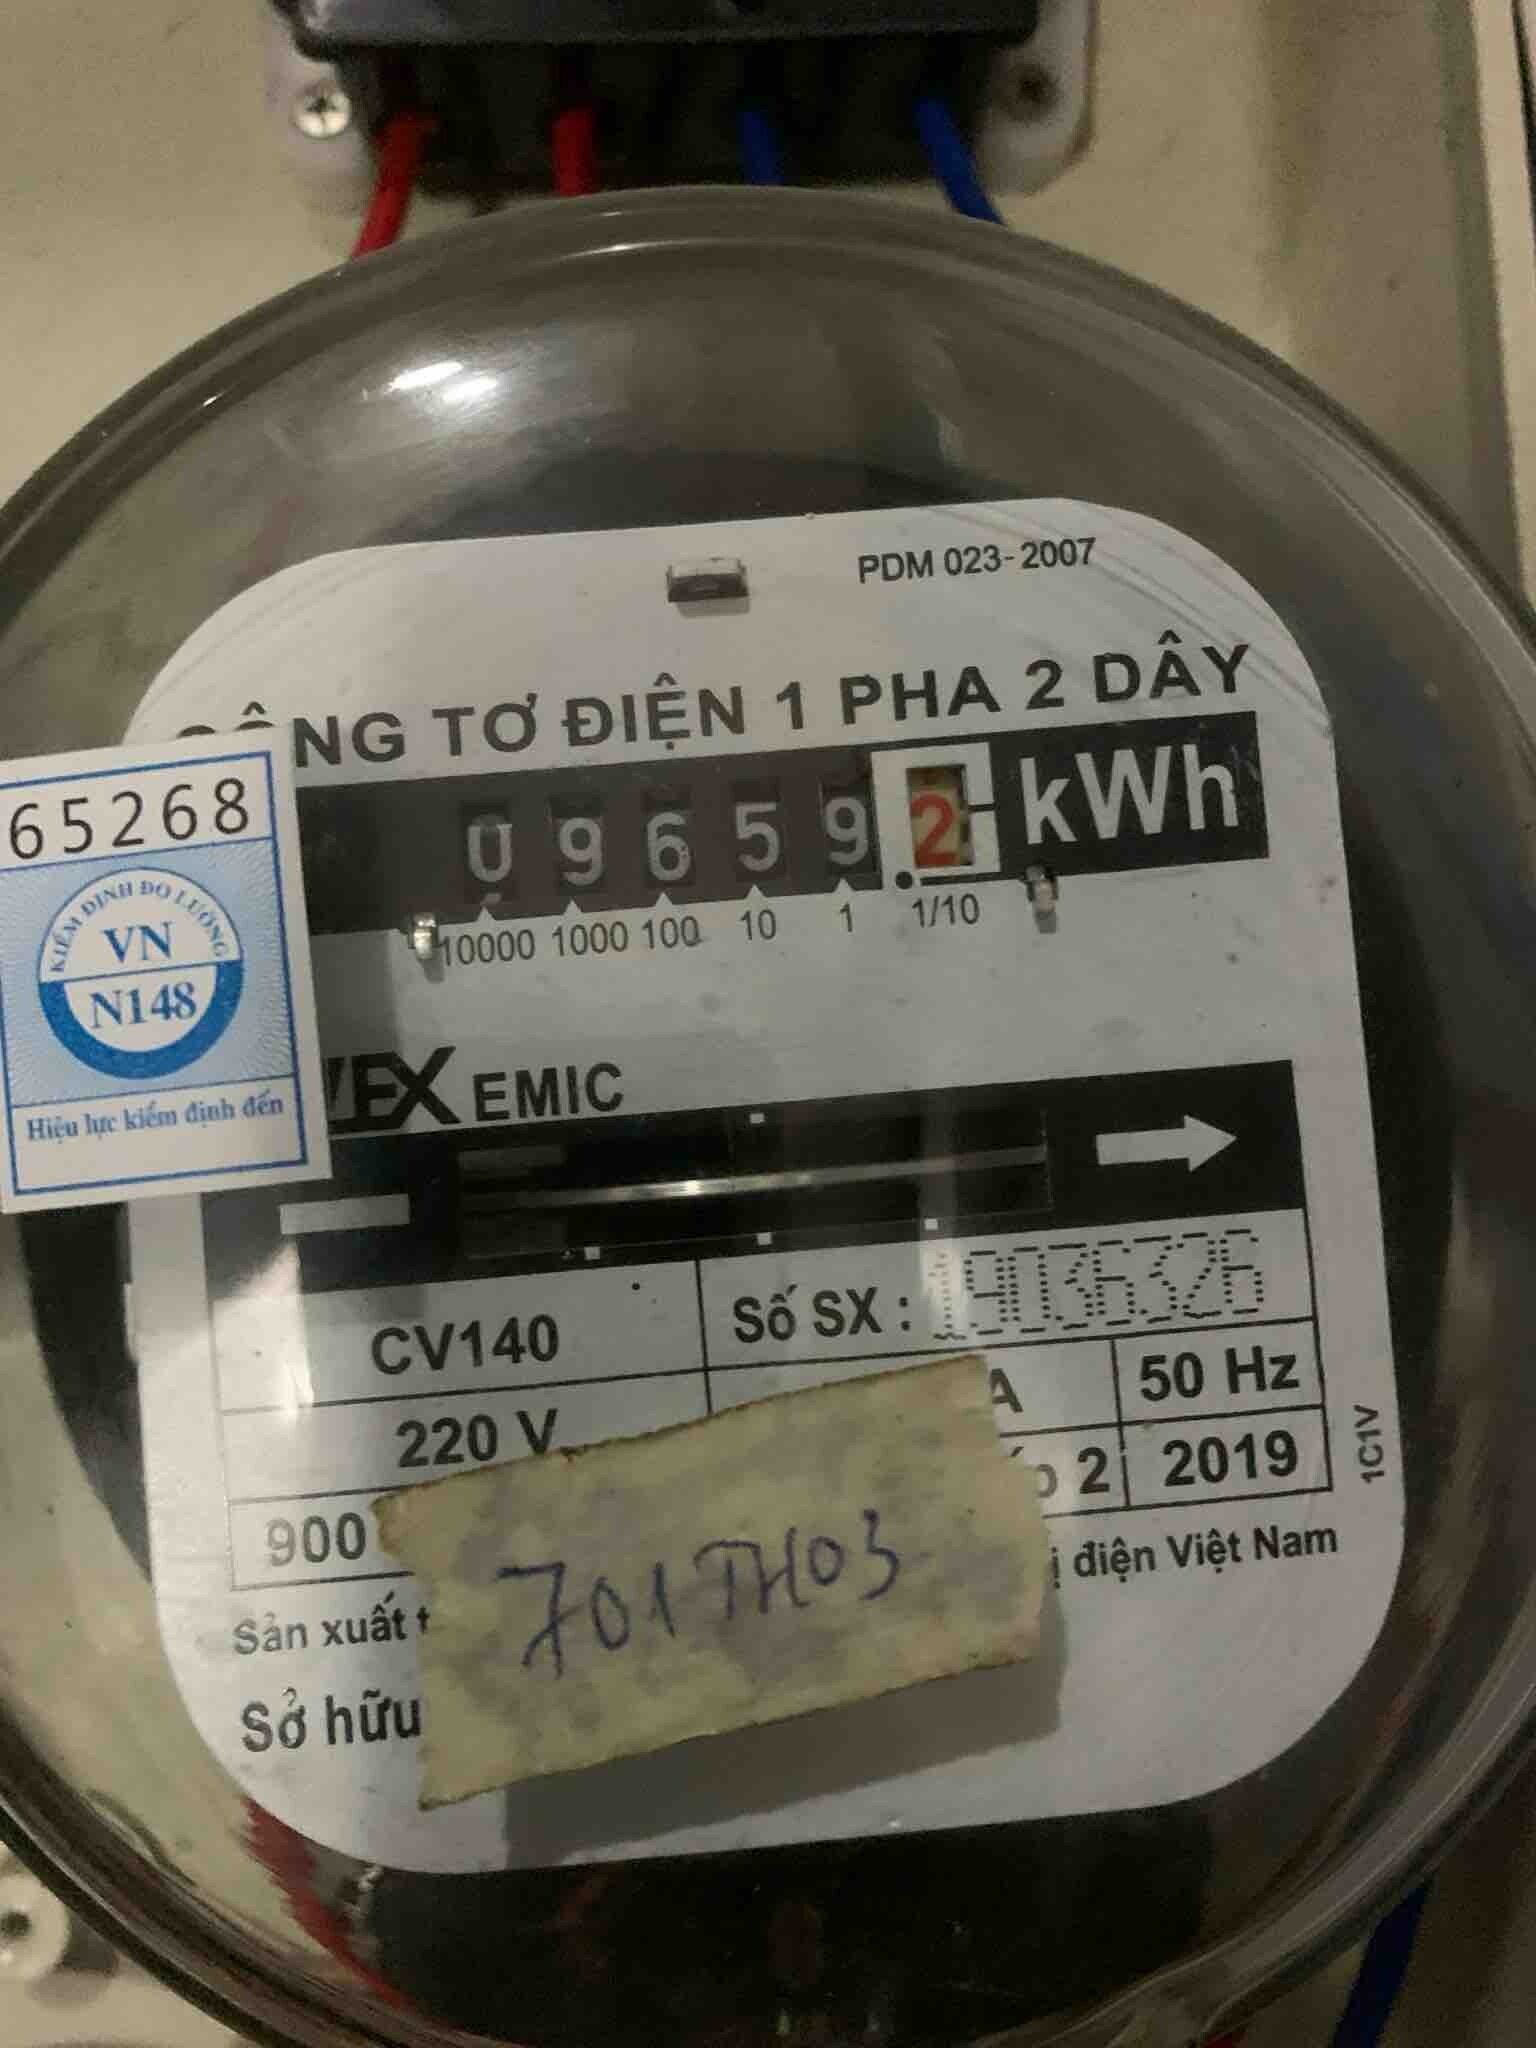 PDM 023-2007
CÔNG TƠ ĐIỆN 1 PHA 2 DÂY
09659.2 kWh
10000 1000 100 10 1 1/10
65268
KIỂM ĐỊNH ĐO LƯỜNG
VN
N148
Hiệu lực kiểm định đến
EMIC
CV140
Số SX : 19036326
220 V
A
50 Hz
900
2
2019
1C1V
701TH03
Sản xuất
ị điện Việt Nam
Sở hữu